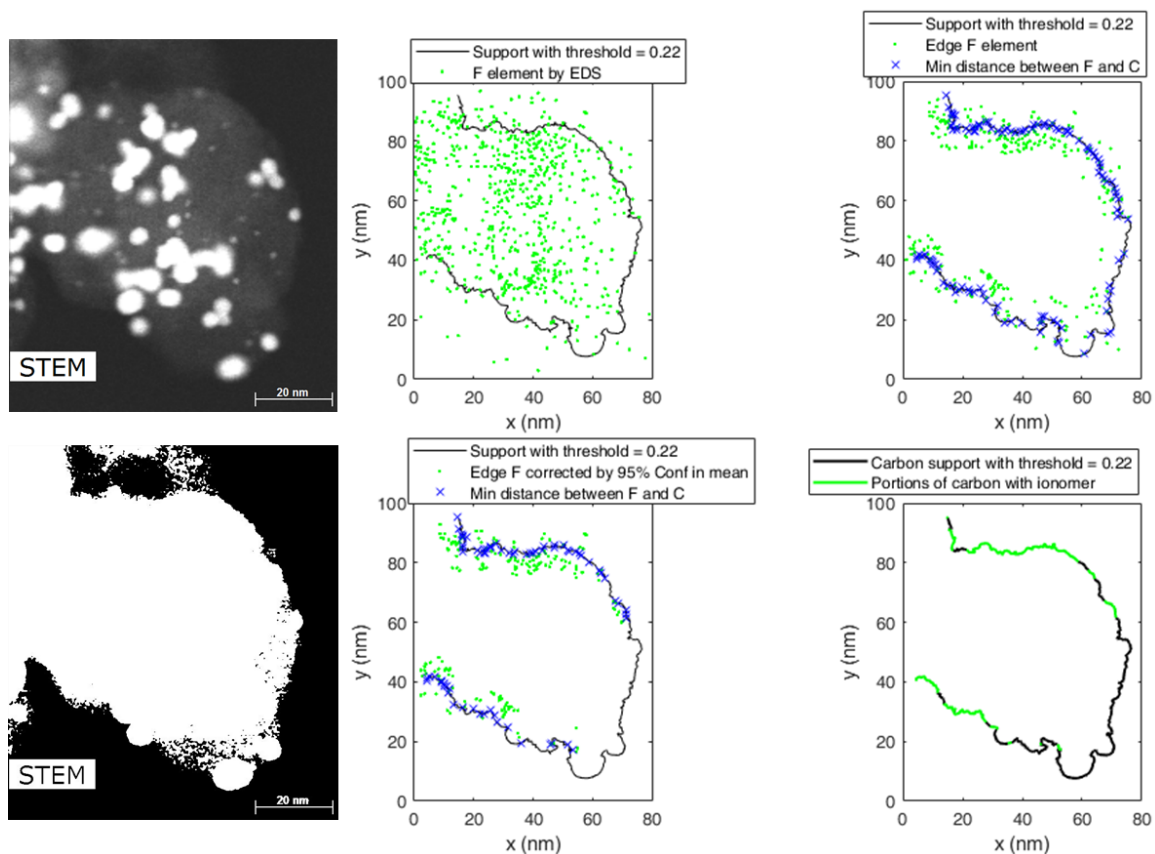 STEM
20 nm
Support with threshold = 0.22
F element by EDS
100
80
60
40
20
0
y (nm)
0 20 40 60 80
x (nm)
Support with threshold = 0.22
Edge F element
Min distance between F and C
100
80
60
40
20
0
y (nm)
0 20 40 60 80
x (nm)
STEM
20 nm
Support with threshold = 0.22
Edge F corrected by 95% Conf in mean
Min distance between F and C
100
80
60
40
20
0
y (nm)
0 20 40 60 80
x (nm)
Carbon support with threshold = 0.22
Portions of carbon with ionomer
100
80
60
40
20
0
y (nm)
0 20 40 60 80
x (nm)